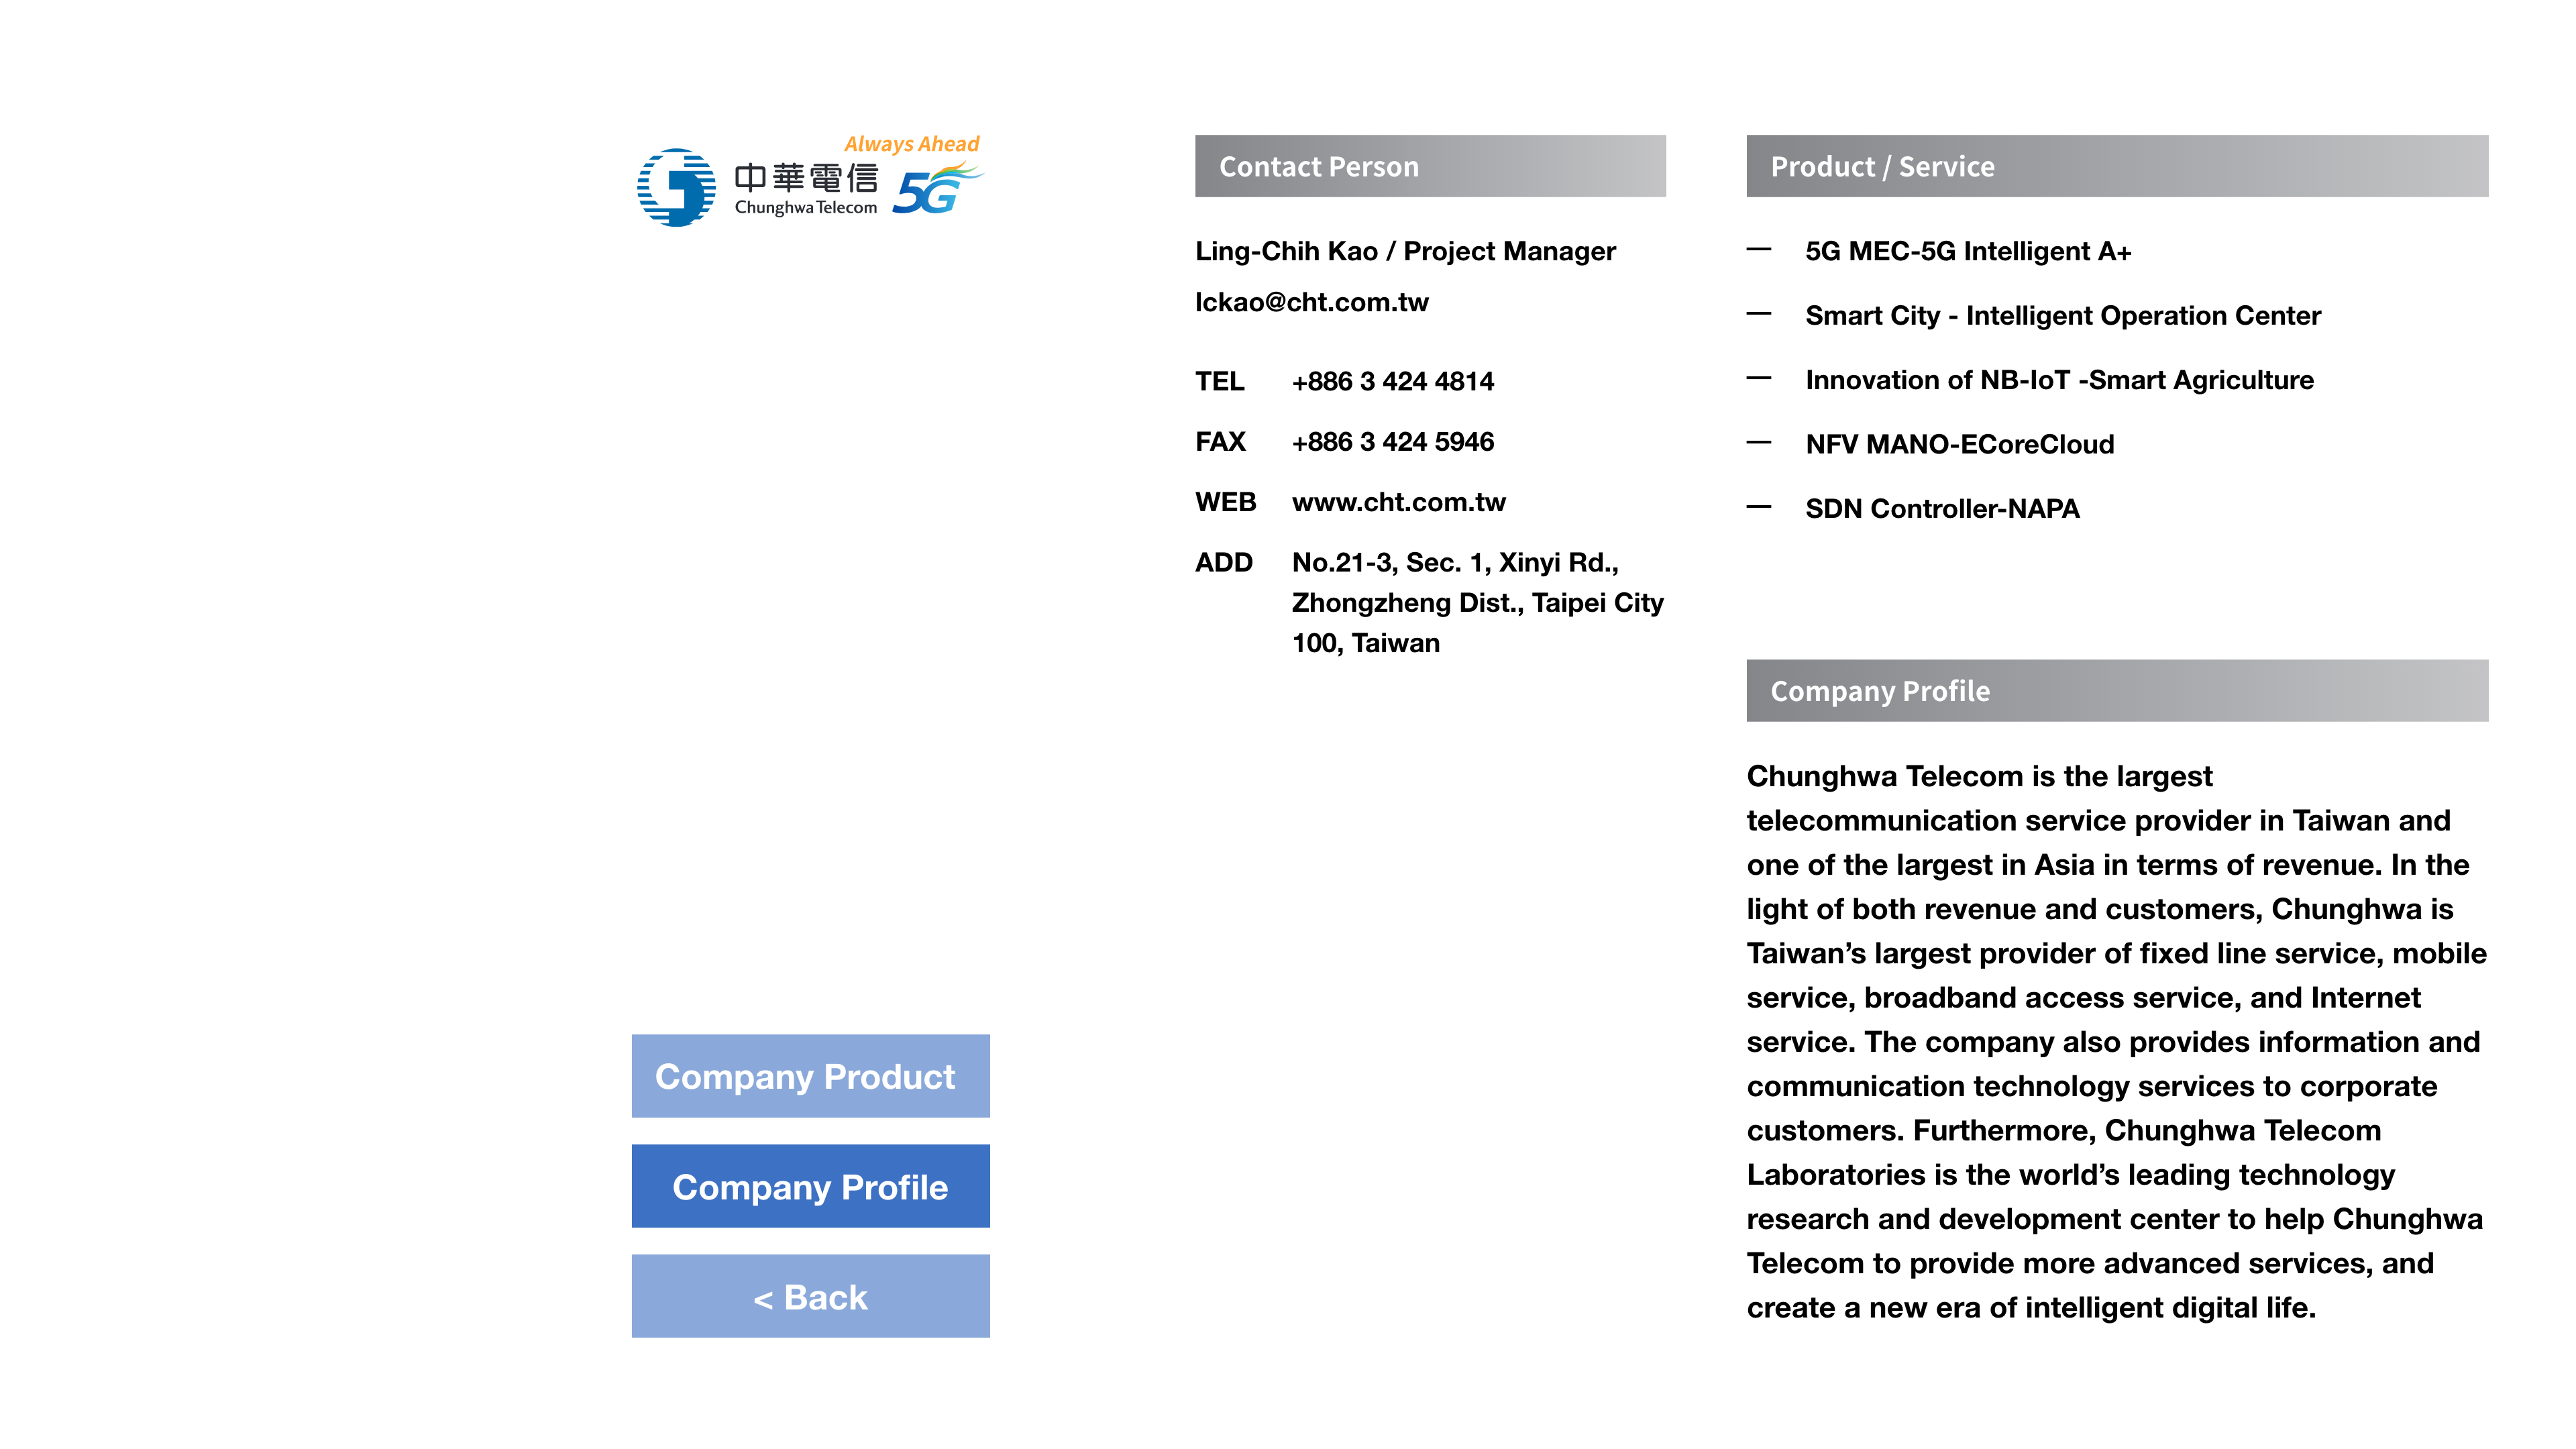 Always Ahead
中華電信 5G
Chunghwa Telecom
Company Product
Company Profile
< Back
Contact Person
Ling-Chih Kao / Project Manager
lckao@cht.com.tw
TEL +886 3 424 4814
FAX +886 3 424 5946
WEB www.cht.com.tw
ADD No.21-3, Sec. 1, Xinyi Rd.,
Zhongzheng Dist., Taipei City
100, Taiwan
Product / Service
— 5G MEC-5G Intelligent A+
— Smart City - Intelligent Operation Center
— Innovation of NB-IoT -Smart Agriculture
— NFV MANO-ECoreCloud
— SDN Controller-NAPA
Company Profile
Chunghwa Telecom is the largest
telecommunication service provider in Taiwan and
one of the largest in Asia in terms of revenue. In the
light of both revenue and customers, Chunghwa is
Taiwan’s largest provider of fixed line service, mobile
service, broadband access service, and Internet
service. The company also provides information and
communication technology services to corporate
customers. Furthermore, Chunghwa Telecom
Laboratories is the world’s leading technology
research and development center to help Chunghwa
Telecom to provide more advanced services, and
create a new era of intelligent digital life.